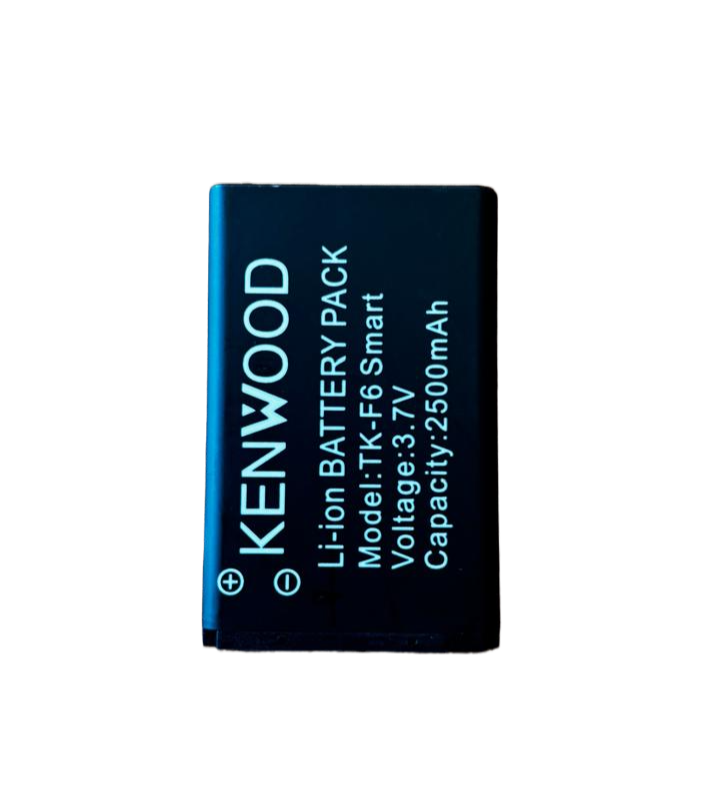 KENWOOD
Li-ion BATTERY PACK
Model:TK-F6 Smart
Voltage:3.7V
Capacity:2500mAh
+
-